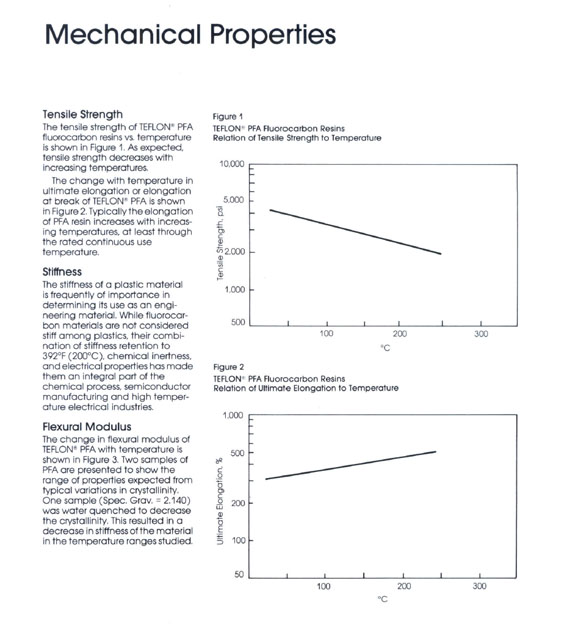 Mechanical Properties
Tensile Strength
The tensile strength of TEFLON® PFA
fluorocarbon resins vs. temperature
is shown in Figure 1. As expected,
tensile strength decreases with
increasing temperatures.
The change with temperature in
ultimate elongation or elongation
at break of TEFLON® PFA is shown
in Figure 2. Typically the elongation
of PFA resin increases with increas-
ing temperatures, at least through
the rated continuous use
temperature.
Stiffness
The stiffness of a plastic material
is frequently of importance in
determining its use as an engi-
neering material. While fluorocar-
bon materials are not considered
stiff among plastics, their combi-
nation of stiffness retention to
392°F (200°C), chemical inertness,
and electrical properties has made
them an integral part of the
chemical process, semiconductor
manufacturing and high temper-
ature electrical industries.
Flexural Modulus
The change in flexural modulus of
TEFLON® PFA with temperature is
shown in Figure 3. Two samples of
PFA are presented to show the
range of properties expected from
typical variations in crystallinity.
One sample (Spec. Grav. = 2.140)
was water quenched to decrease
the crystallinity. This resulted in a
decrease in stiffness of the material
in the temperature ranges studied.
Figure 1
TEFLON® PFA Fluorocarbon Resins
Relation of Tensile Strength to Temperature
Tensile Strength, psi
10,000
5,000
2,000
1,000
500
100 200 300
°C
Figure 2
TEFLON® PFA Fluorocarbon Resins
Relation of Ultimate Elongation to Temperature
Ultimate Elongation, %
1,000
500
200
100
50
100 200 300
°C